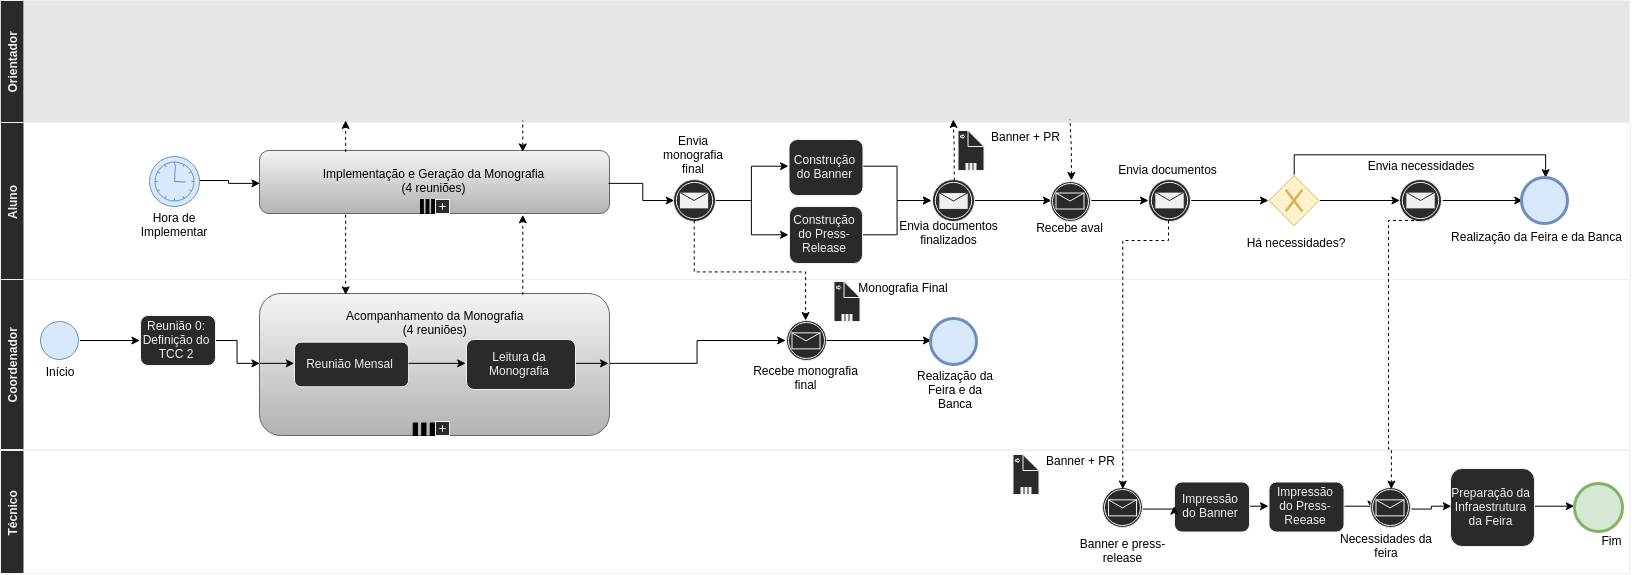 Orientador
Aluno
Hora de
Implementar
Implementação e Geração da Monografia
(4 reuniões)
+
Envia
monografia
final
Construção
do Banner
Construção
do Press-
Release
Envia documentos
finalizados
Banner + PR
Recebe aval
Envia documentos
Há necessidades?
Envia necessidades
Realização da Feira e da Banca
Coordenador
Início
Reunião 0:
Definição do
TCC 2
Acompanhamento da Monografia
(4 reuniões)
Reunião Mensal
Leitura da
Monografia
+
Monografia Final
Recebe monografia
final
Realização da
Feira e da
Banca
Técnico
Banner + PR
Banner e press-
release
Impressão
do Banner
Impressão
do Press-
Reease
Necessidades da
feira
Preparação da
Infraestrutura
da Feira
Fim